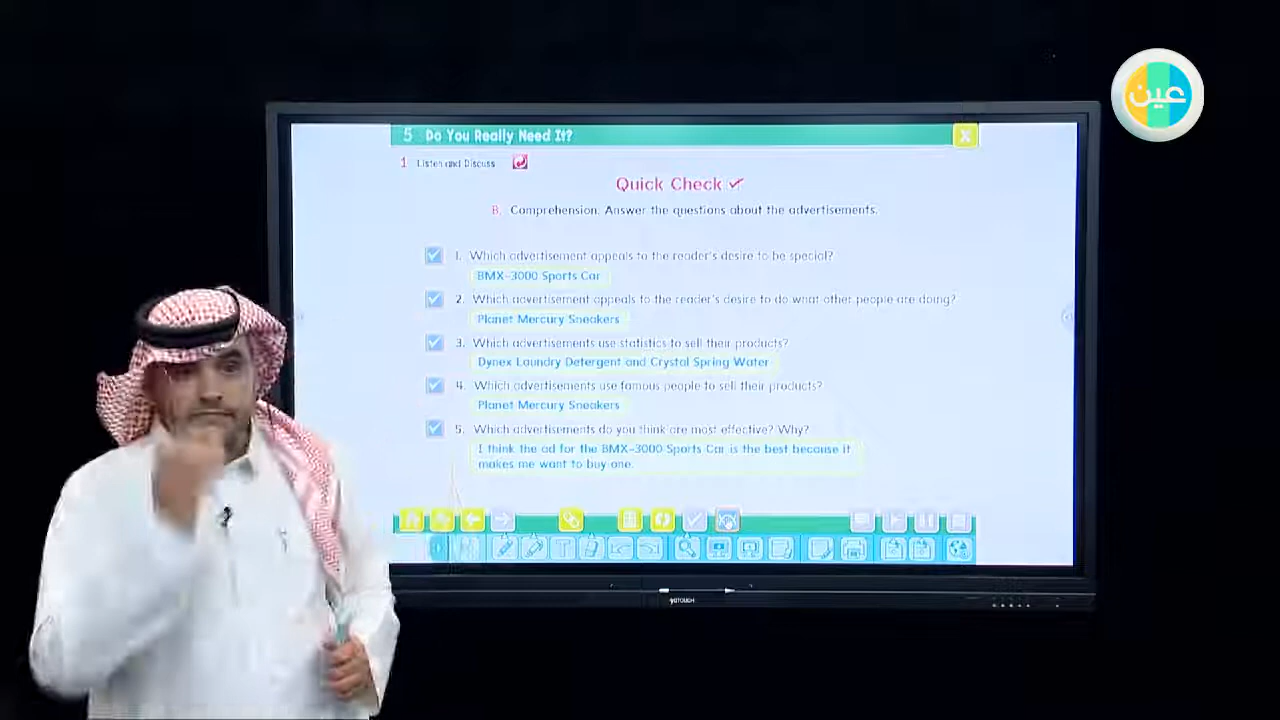 عين
5 Do You Really Need It?
X
1 Listen and Discuss
Quick Check ✓
B. Comprehension. Answer the questions about the advertisements.
1. Which advertisement appeals to the reader's desire to be special?
BMX-3000 Sports Car
2. Which advertisement appeals to the reader's desire to do what other people are doing?
Planet Mercury Sneakers
3. Which advertisements use statistics to sell their products?
Dynex Laundry Detergent and Crystal Spring Water
4. Which advertisements use famous people to sell their products?
Planet Mercury Sneakers
5. Which advertisements do you think are most effective? Why?
I think the ad for the BMX-3000 Sports Car is the best because it
makes me want to buy one.